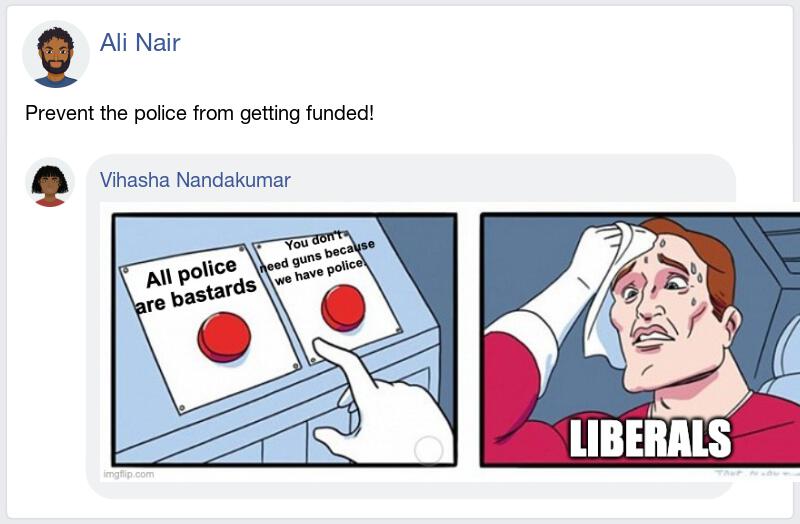 Ali Nair
Prevent the police from getting funded!
Vihasha Nandakumar
All police
are bastards
You don't
need guns because
we have police.
LIBERALS
imgflip.com